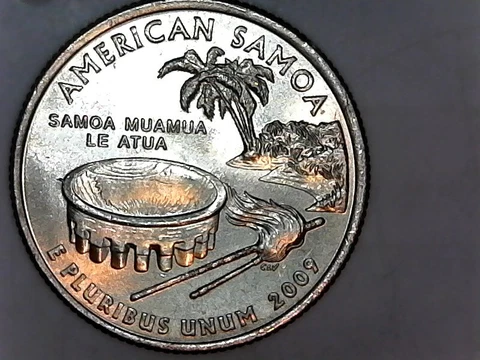 AMERICAN SAMOA
SAMOA MUAMUA
LE ATUA
E PLURIBUS UNUM 2009